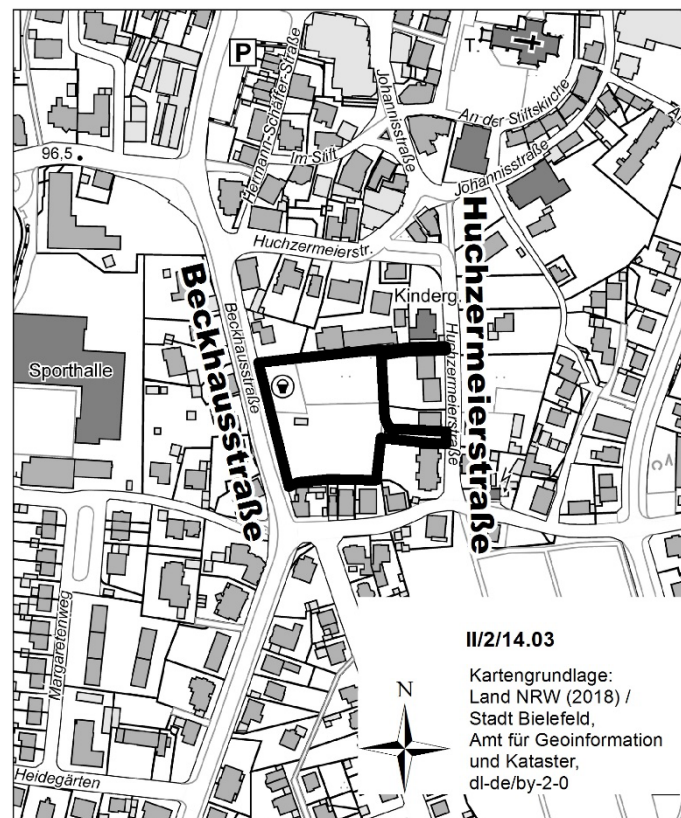 P
T.
Hermann-Schäffer-Straße
Johannisstraße
An der Stiftskirche
Im Stift
96,5
Johannisstraße
Huchzermeierstr.
Huchzermeierstraße
Beckhausstraße
Kinderg.
Beckhausstraße
Huchzermeierstraße
Sporthalle
Margaretenweg
Heidegärten
II/2/14.03
Kartengrundlage:
Land NRW (2018) /
Stadt Bielefeld,
Amt für Geoinformation
und Kataster,
dl-de/by-2-0
N